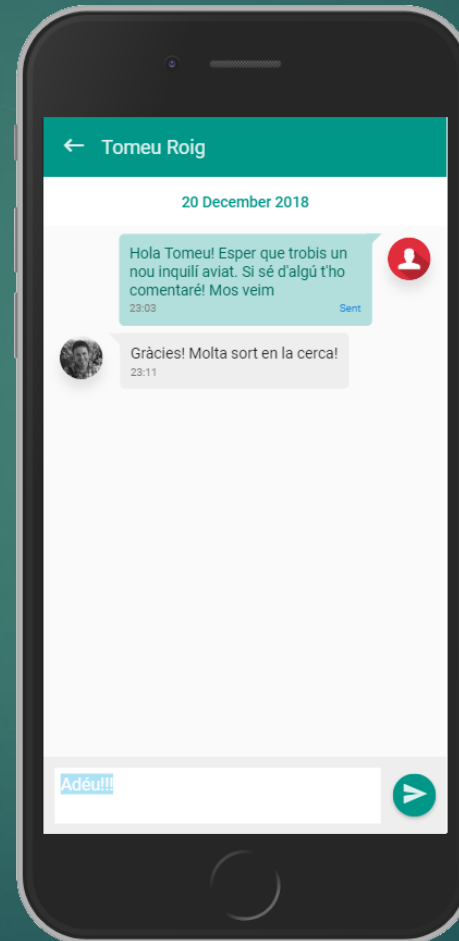 Tomeu Roig
20 December 2018
Hola Tomeu! Esper que trobis un
nou inquilí aviat. Si sé d'algú t'ho
comentaré! Mos veim
23:03 Sent
Gràcies! Molta sort en la cerca!
23:11
Adéu!!!